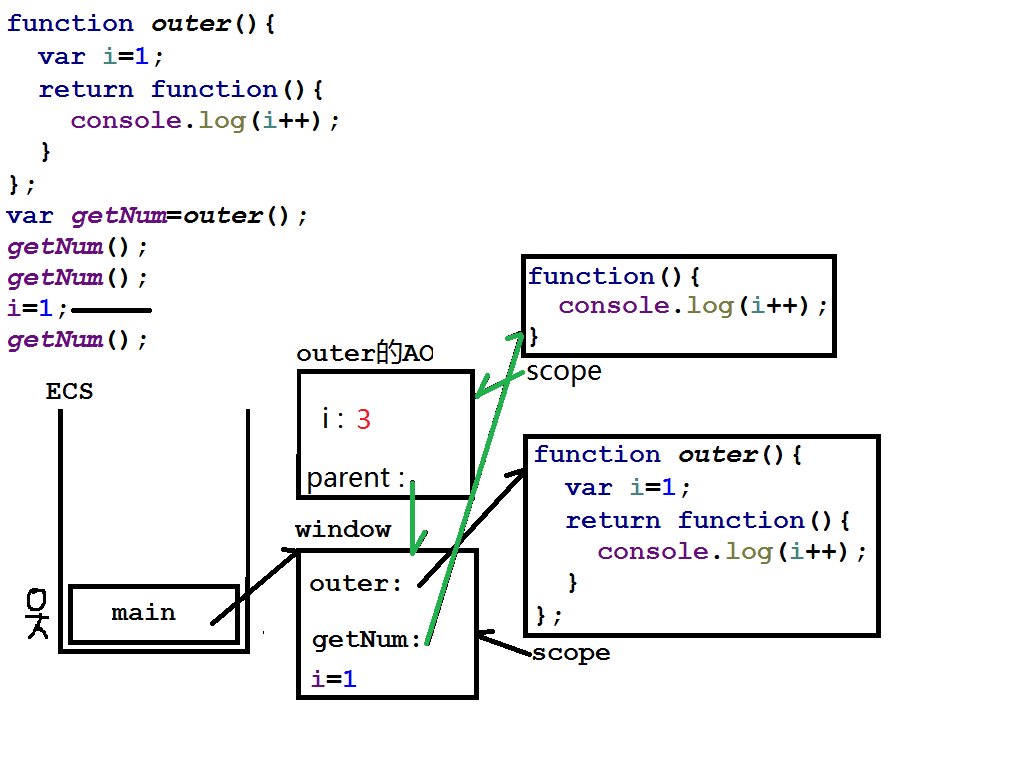 function outer(){
var i=1;
return function(){
console.log(i++);
}
};
var getNum=outer();
getNum();
getNum();
i=1;
getNum();
function(){
console.log(i++);
}
scope
outer的AO
i : 3
parent :
ECS
main
window
outer:
getNum:
i=1
function outer(){
var i=1;
return function(){
console.log(i++);
}
};
scope